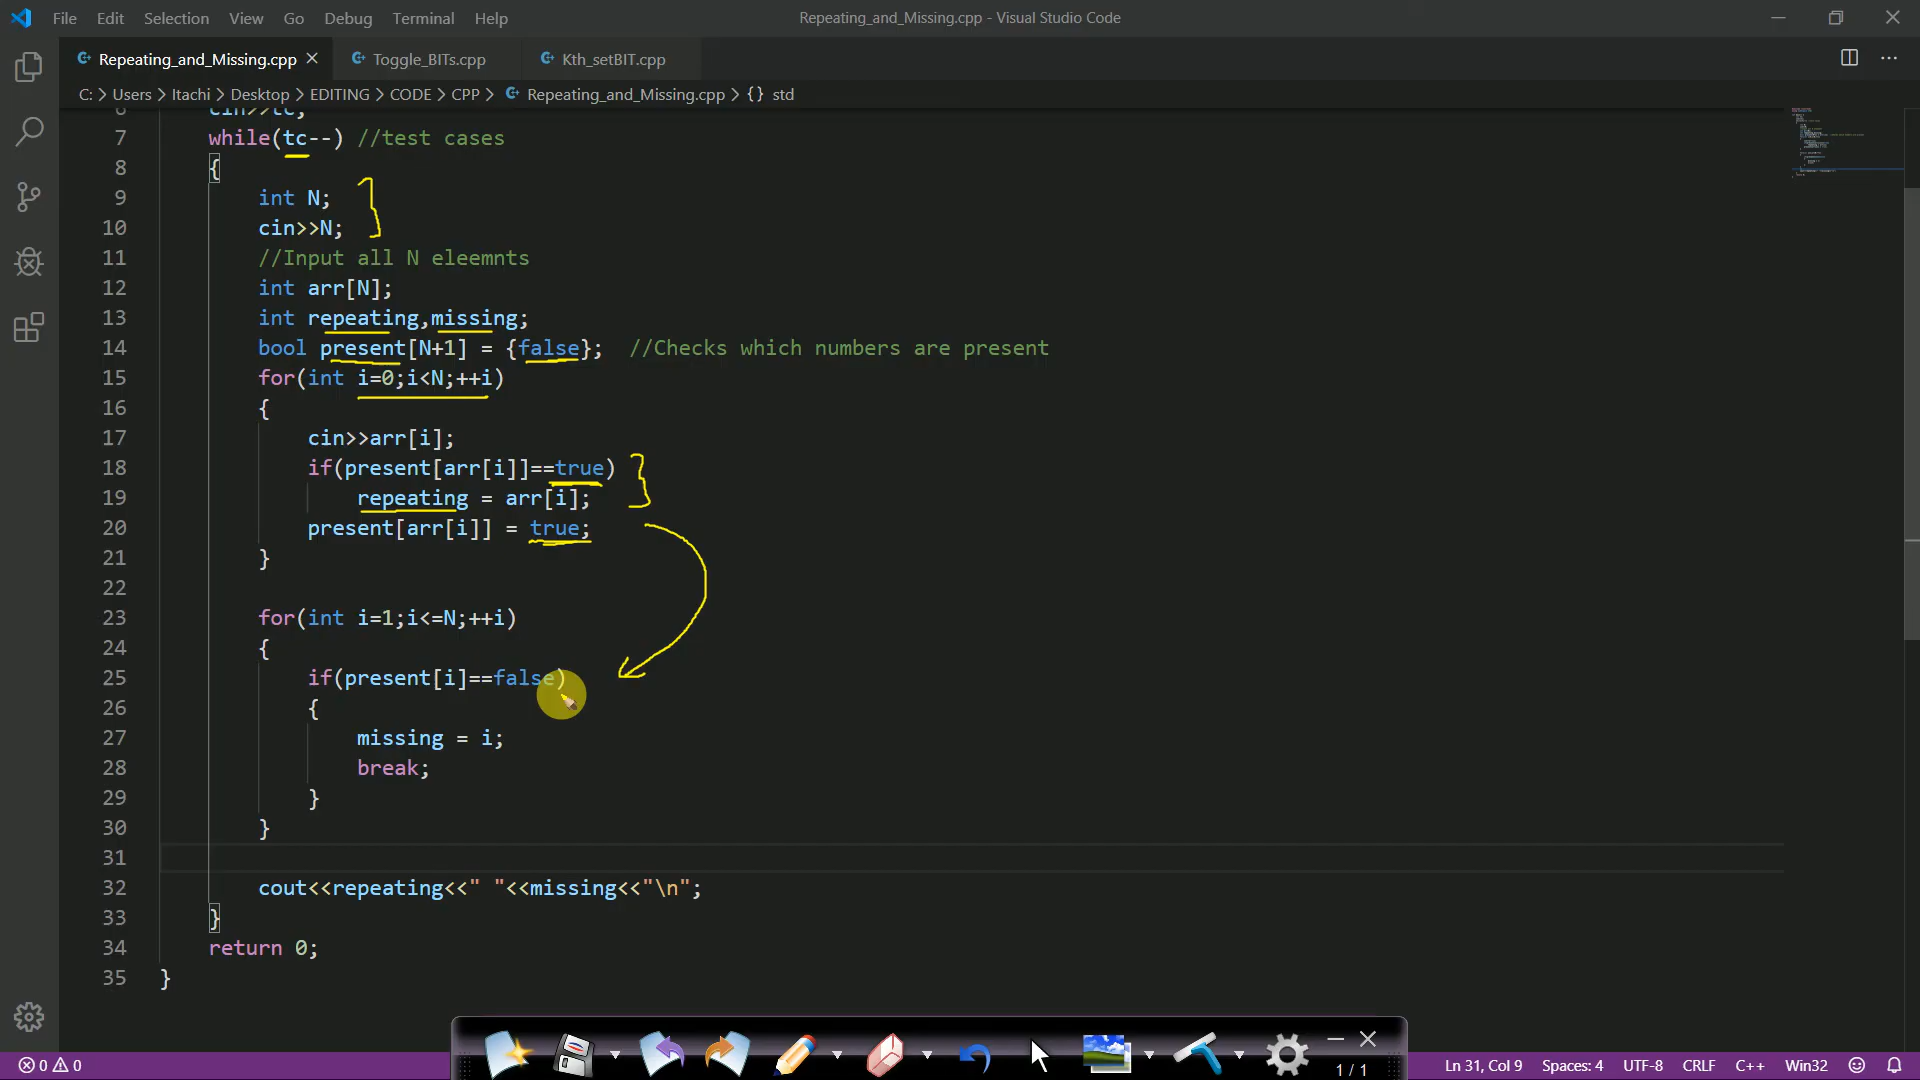 File Edit Selection View Go Debug Terminal Help
Repeating_and_Missing.cpp - Visual Studio Code
Repeating_and_Missing.cpp
Toggle_BITs.cpp
Kth_setBIT.cpp
C: > Users > Itachi > Desktop > EDITING > CODE > CPP > Repeating_and_Missing.cpp > {} std
6 cin>>tc;
7 while(tc--) //test cases
8 {
9 int N;
10 cin>>N;
11 //Input all N eleemnts
12 int arr[N];
13 int repeating,missing;
14 bool present[N+1] = {false}; //Checks which numbers are present
15 for(int i=0;i<N;++i)
16 {
17 cin>>arr[i];
18 if(present[arr[i]]==true)
19 repeating = arr[i];
20 present[arr[i]] = true;
21 }
22
23 for(int i=1;i<=N;++i)
24 {
25 if(present[i]==false)
26 {
27 missing = i;
28 break;
29 }
30 }
31
32 cout<<repeating<<" "<<missing<<"\n";
33 }
34 return 0;
35 }
1 / 1
0 0
Ln 31, Col 9 Spaces: 4 UTF-8 CRLF C++ Win32